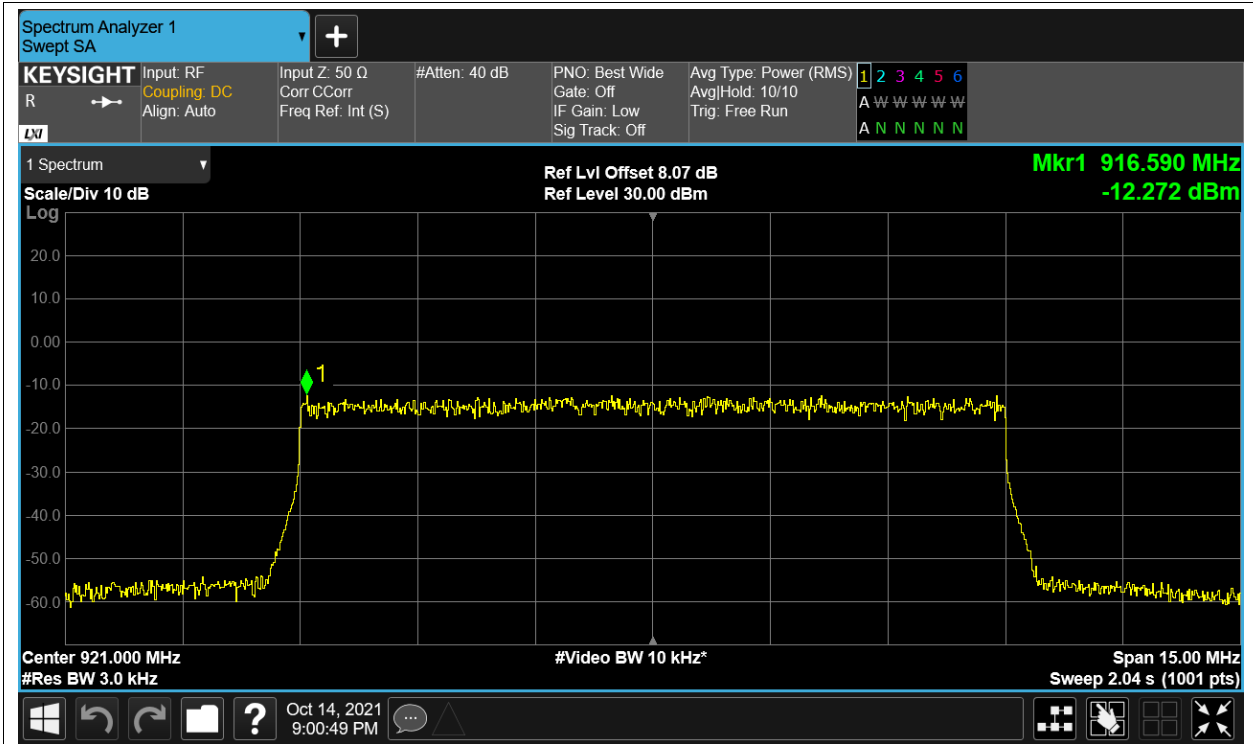 Spectrum Analyzer 1
Swept SA
KEYSIGHT
R
LXI
Input: RF
Coupling: DC
Align: Auto
Input Z: 50 Ω
Corr CCorr
Freq Ref: Int (S)
#Atten: 40 dB
PNO: Best Wide
Gate: Off
IF Gain: Low
Sig Track: Off
Avg Type: Power (RMS)
Avg|Hold: 10/10
Trig: Free Run
1 2 3 4 5 6
A W W W W W
A N N N N N
1 Spectrum
Scale/Div 10 dB
Log
Ref Lvl Offset 8.07 dB
Ref Level 30.00 dBm
Mkr1 916.590 MHz
-12.272 dBm
20.0
10.0
0.00
-10.0
-20.0
-30.0
-40.0
-50.0
-60.0
1
Center 921.000 MHz
#Res BW 3.0 kHz
#Video BW 10 kHz*
Span 15.00 MHz
Sweep 2.04 s (1001 pts)
?
Oct 14, 2021
9:00:49 PM